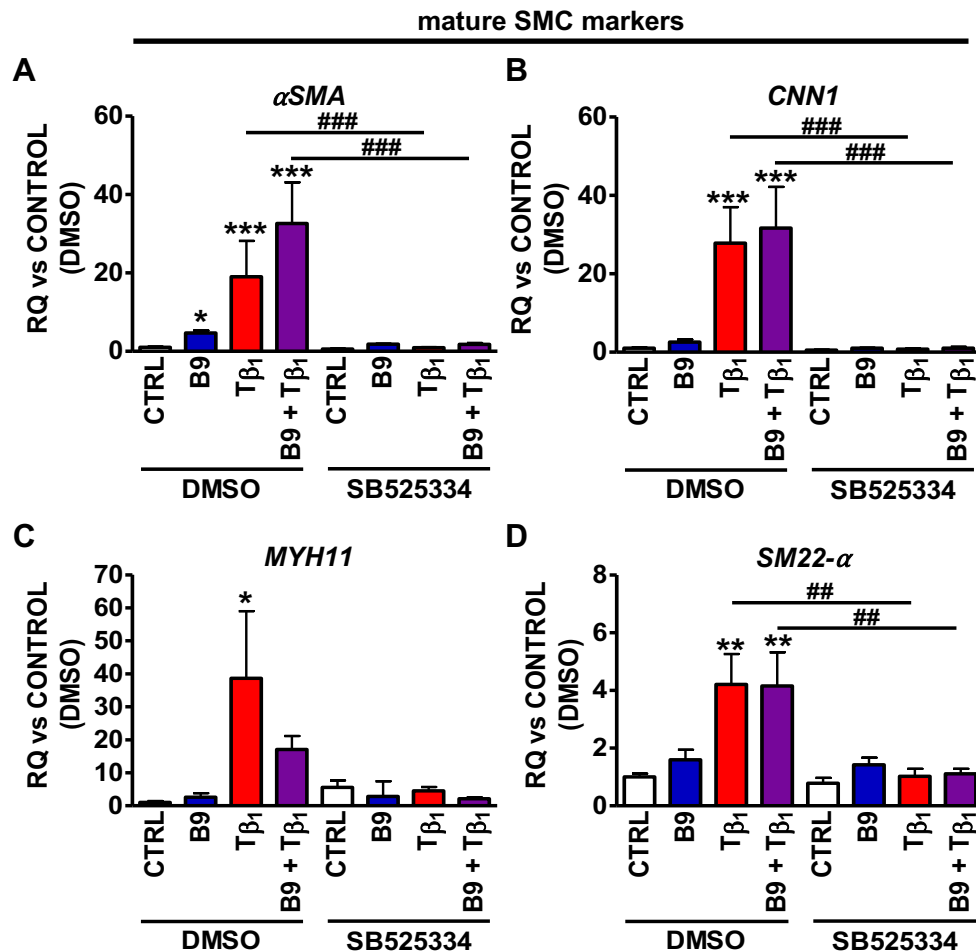 mature SMC markers
A
αSMA
RQ vs CONTROL
(DMSO)
60
40
20
0
*
***
***
###
###
CTRL
B9
Tβ1
B9 + Tβ1
CTRL
B9
Tβ1
B9 + Tβ1
DMSO
SB525334
B
CNN1
RQ vs CONTROL
(DMSO)
60
40
20
0
***
***
###
###
CTRL
B9
Tβ1
B9 + Tβ1
CTRL
B9
Tβ1
B9 + Tβ1
DMSO
SB525334
C
MYH11
RQ vs CONTROL
(DMSO)
70
60
50
40
30
20
10
0
*
CTRL
B9
Tβ1
B9 + Tβ1
CTRL
B9
Tβ1
B9 + Tβ1
DMSO
SB525334
D
SM22-α
RQ vs CONTROL
(DMSO)
8
6
4
2
0
**
**
##
##
CTRL
B9
Tβ1
B9 + Tβ1
CTRL
B9
Tβ1
B9 + Tβ1
DMSO
SB525334